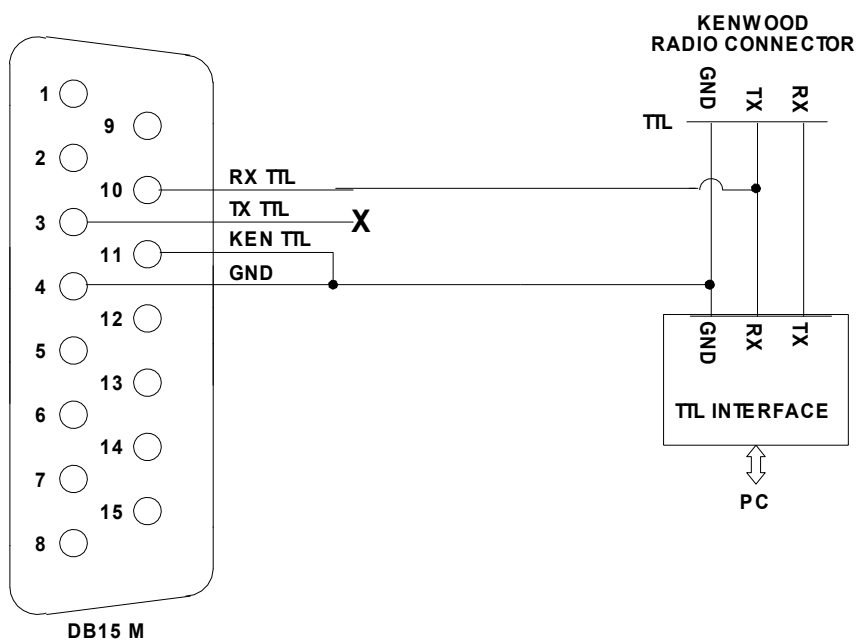 KENWOOD
RADIO CONNECTOR
GND
TX
RX
TTL
1
9
2
10
RX TTL
3
TX TTL
X
11
KEN TTL
4
GND
12
5
13
6
14
7
15
8
GND
RX
TX
TTL INTERFACE
PC
DB15 M